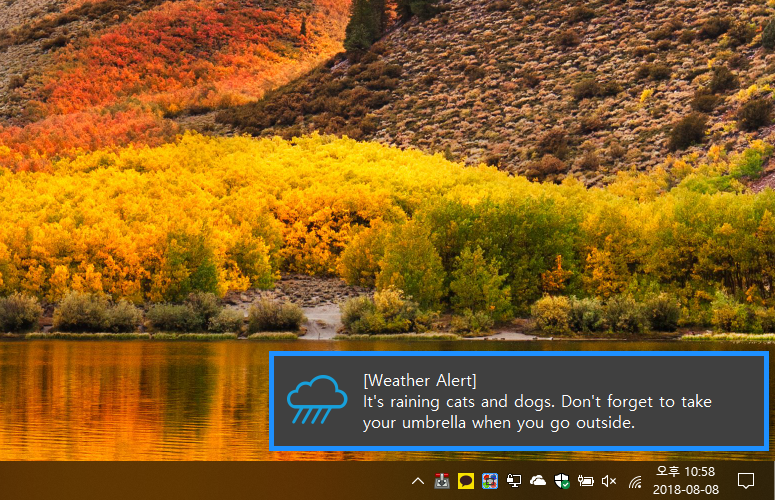 [Weather Alert]
It's raining cats and dogs. Don't forget to take
your umbrella when you go outside.
오후 10:58
2018-08-08